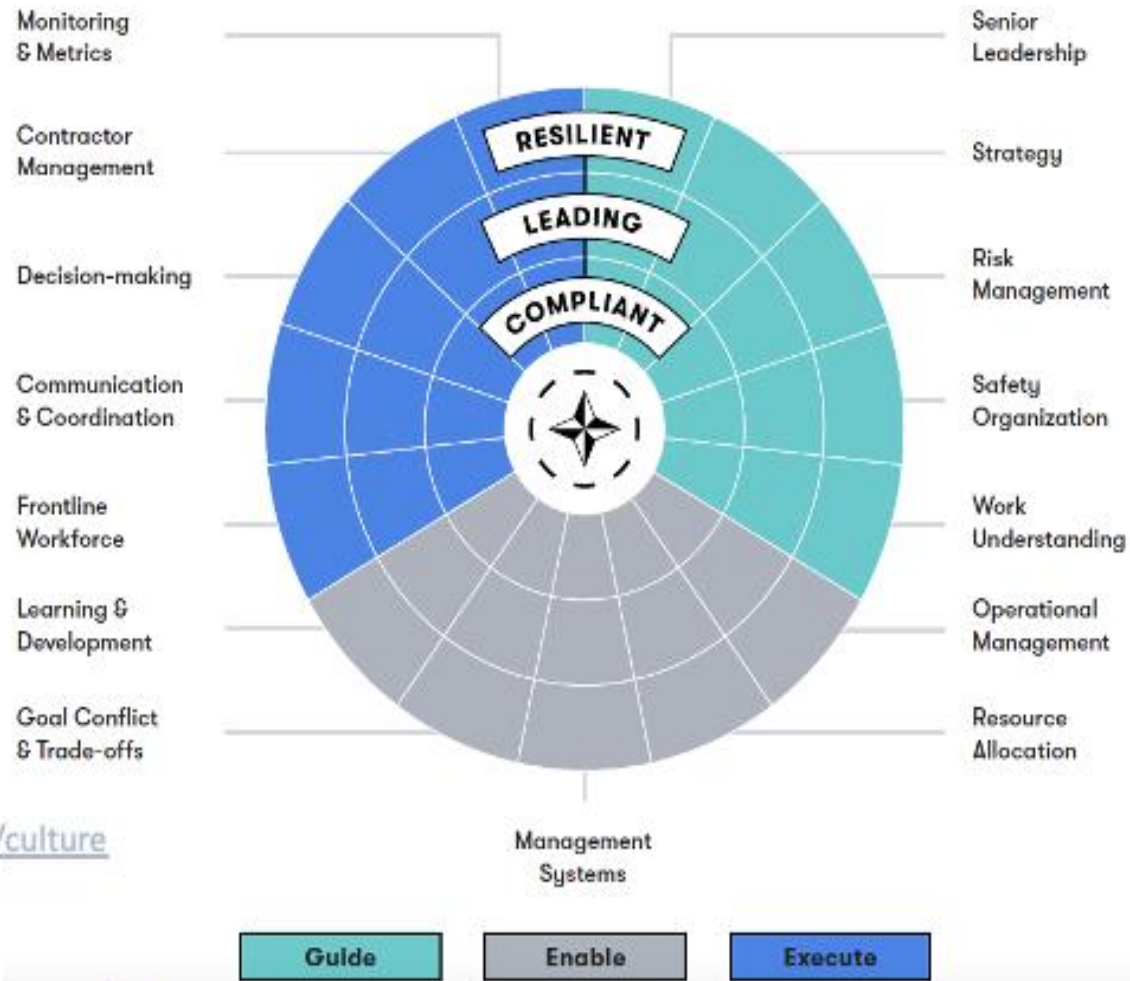 Monitoring
& Metrics
Senior
Leadership
Contractor
Management
Strategy
Decision-making
Risk
Management
Communication
& Coordination
Safety
Organization
Frontline
Workforce
Work
Understanding
Learning &
Development
Operational
Management
Goal Conflict
& Trade-offs
Resource
Allocation
RESILIENT
LEADING
COMPLIANT
/culture
Management
Systems
Guide
Enable
Execute